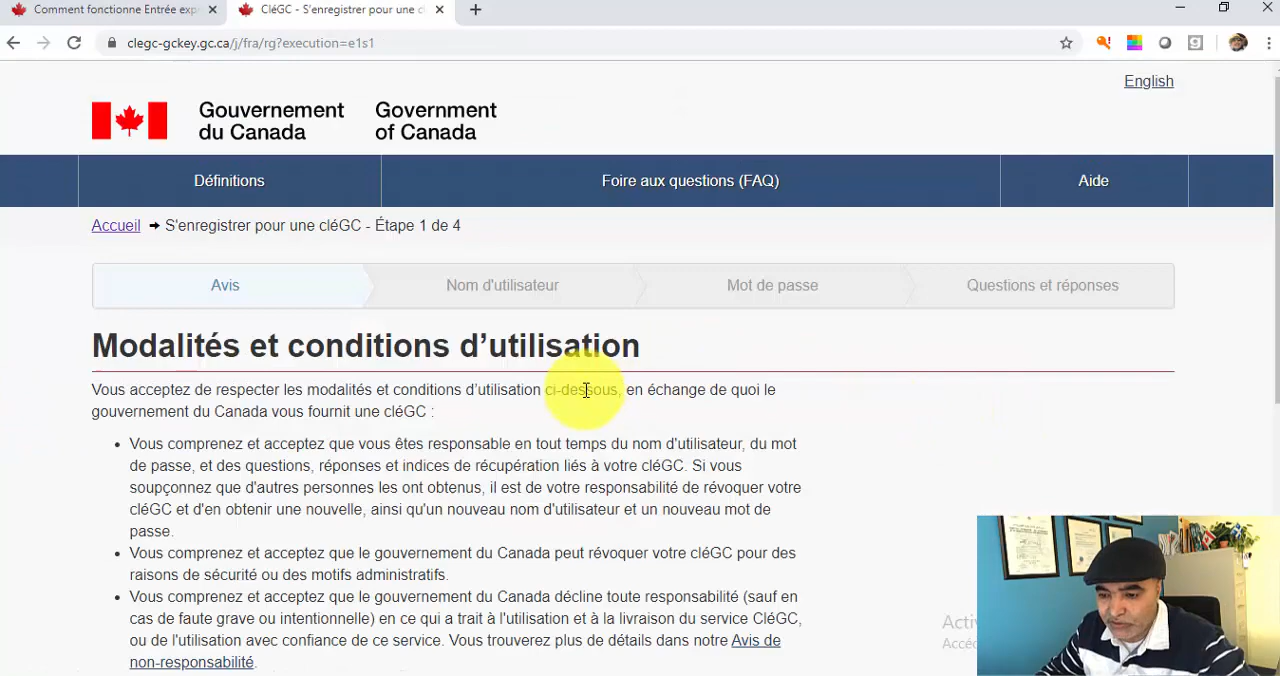 Comment fonctionne Entrée exp
CléGC - S'enregistrer pour une c
clegc-gckey.gc.ca/j/fra/rg?execution=e1s1
English
Gouvernement du Canada
Government of Canada
Définitions
Foire aux questions (FAQ)
Aide
Accueil ➜ S'enregistrer pour une cléGC - Étape 1 de 4
Avis
Nom d'utilisateur
Mot de passe
Questions et réponses
Modalités et conditions d’utilisation
Vous acceptez de respecter les modalités et conditions d’utilisation ci-dessous, en échange de quoi le
gouvernement du Canada vous fournit une cléGC :
• Vous comprenez et acceptez que vous êtes responsable en tout temps du nom d'utilisateur, du mot
de passe, et des questions, réponses et indices de récupération liés à votre cléGC. Si vous
soupçonnez que d'autres personnes les ont obtenus, il est de votre responsabilité de révoquer votre
cléGC et d'en obtenir une nouvelle, ainsi qu'un nouveau nom d'utilisateur et un nouveau mot de
passe.
• Vous comprenez et acceptez que le gouvernement du Canada peut révoquer votre cléGC pour des
raisons de sécurité ou des motifs administratifs.
• Vous comprenez et acceptez que le gouvernement du Canada décline toute responsabilité (sauf en
cas de faute grave ou intentionnelle) en ce qui a trait à l'utilisation et à la livraison du service CléGC,
ou de l'utilisation avec confiance de ce service. Vous trouverez plus de détails dans notre Avis de
non-responsabilité.
Activ
Accéd